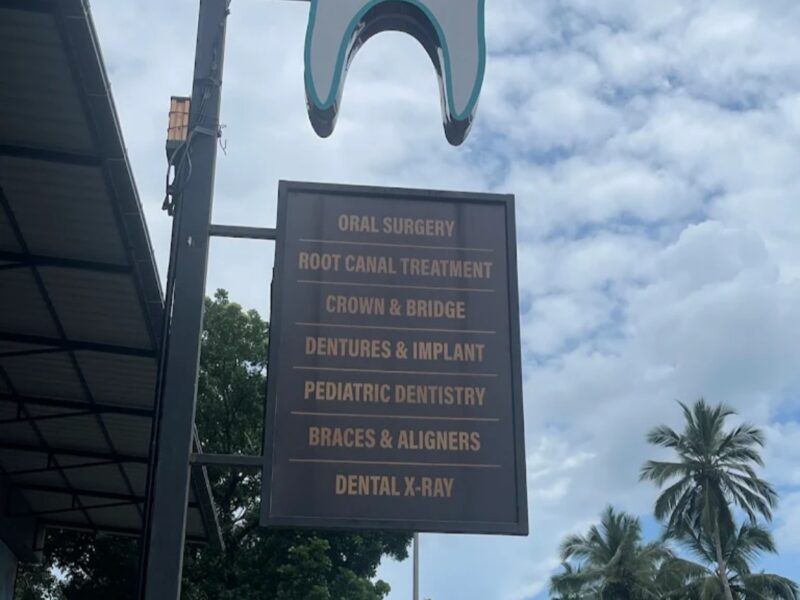 ORAL SURGERY
ROOT CANAL TREATMENT
CROWN & BRIDGE
DENTURES & IMPLANT
PEDIATRIC DENTISTRY
BRACES & ALIGNERS
DENTAL X-RAY